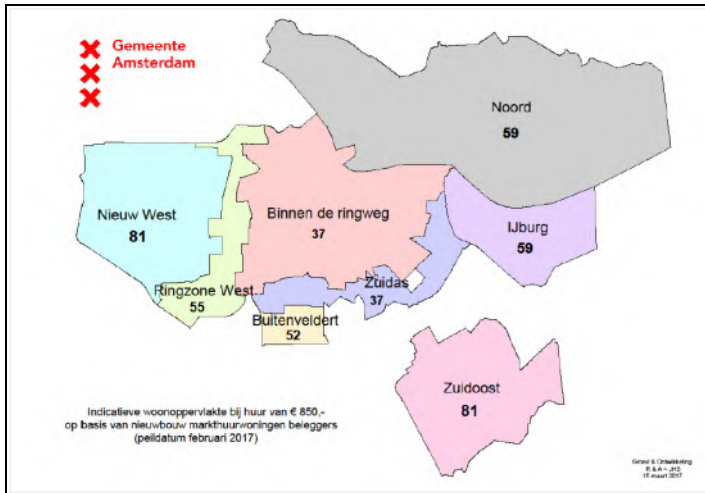 Gemeente
Amsterdam
Noord
59
Nieuw West
81
Binnen de ringweg
37
IJburg
59
Ringzone West
55
Zuidas
37
Buitenveldert
52
Zuidoost
81
Indicatieve woonoppervlakte bij huur van € 850,-
op basis van nieuwbouw markthuurwoningen beleggers
(peildatum februari 2017)
Grond & Ontwikkeling
R & A – JHS
15 maart 2017